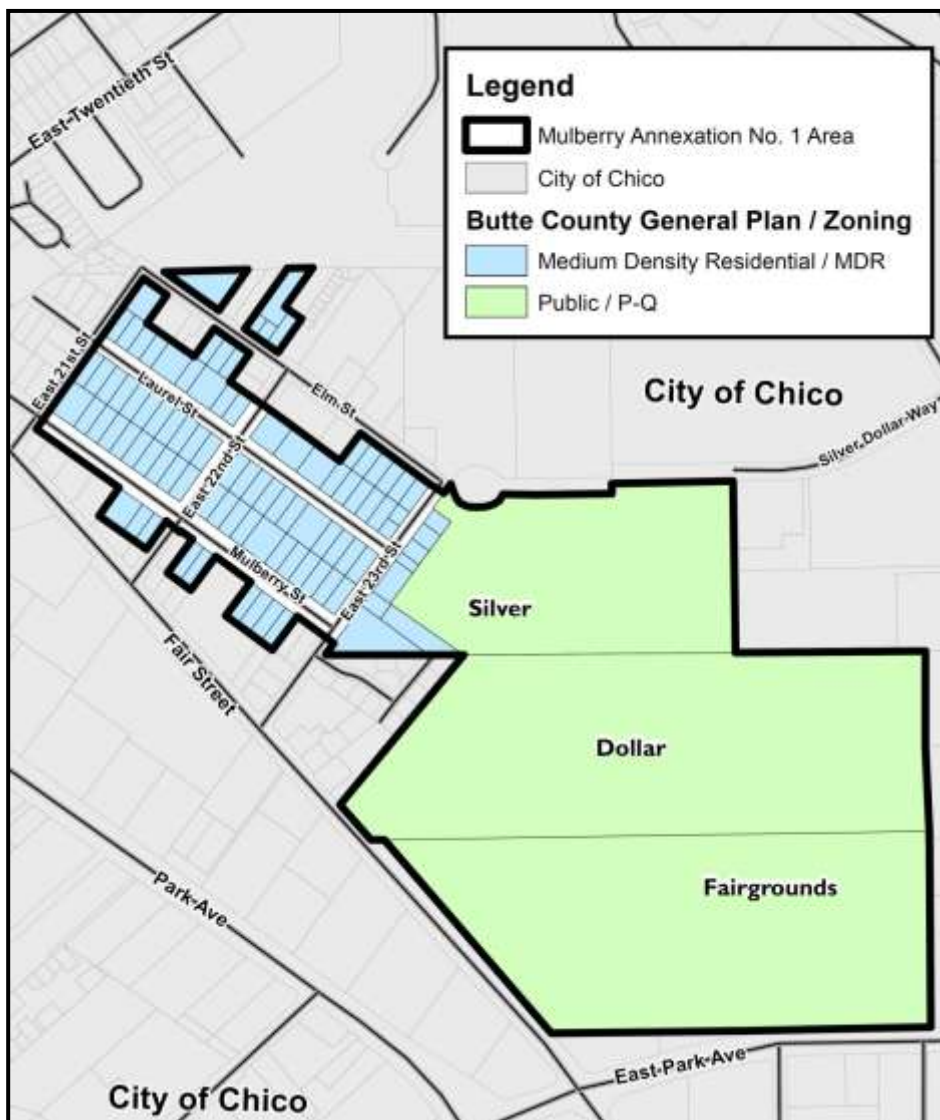 East-Twentieth St
Legend
Mulberry Annexation No. 1 Area
City of Chico
Butte County General Plan / Zoning
Medium Density Residential / MDR
Public / P-Q
East 21st St
Laurel St
Elm St
City of Chico
Silver Dollar-Way
East 22nd St
Mulberry St
East 23rd St
Silver
Fair Street
Dollar
Park-Ave
Fairgrounds
East-Park-Ave
City of Chico